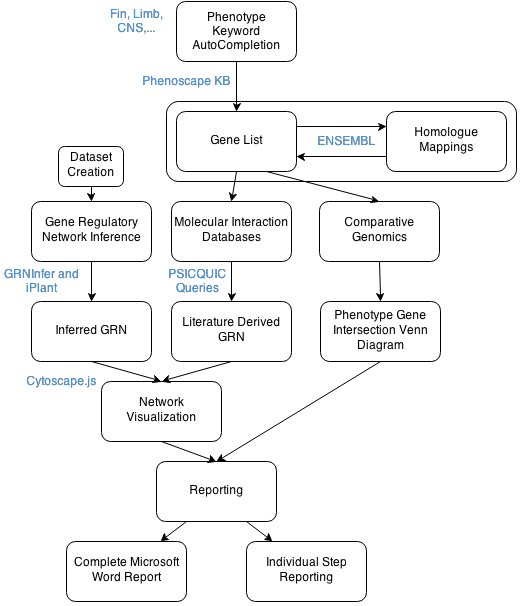 Fin, Limb,
CNS,...
Phenotype
Keyword
AutoCompletion
Phenoscape KB
Gene List
ENSEMBL
Homologue
Mappings
Dataset
Creation
Gene Regulatory
Network Inference
Molecular Interaction
Databases
Comparative
Genomics
GRNInfer and
iPlant
PSICQUIC
Queries
Inferred GRN
Literature Derived
GRN
Phenotype Gene
Intersection Venn
Diagram
Cytoscape.js
Network
Visualization
Reporting
Complete Microsoft
Word Report
Individual Step
Reporting